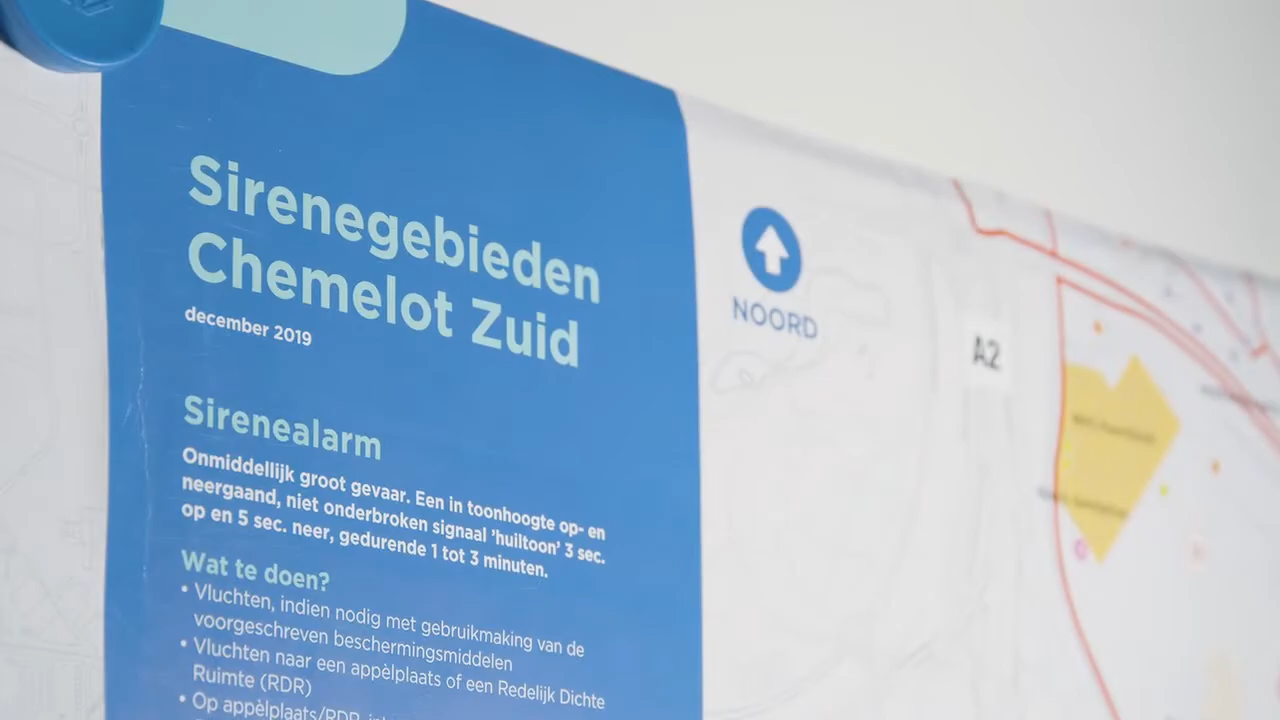 Sirenegebieden
Chemelot Zuid
december 2019
Sirenealarm
Onmiddellijk groot gevaar. Een in toonhoogte op- en
neergaand, niet onderbroken signaal ’huiltoon’ 3 sec.
op en 5 sec. neer, gedurende 1 tot 3 minuten.
Wat te doen?
• Vluchten, indien nodig met gebruikmaking van de
voorgeschreven beschermingsmiddelen
• Vluchten naar een appèlplaats of een Redelijk Dichte
Ruimte (RDR)
• Op appèlplaats/RDR
NOORD
A2